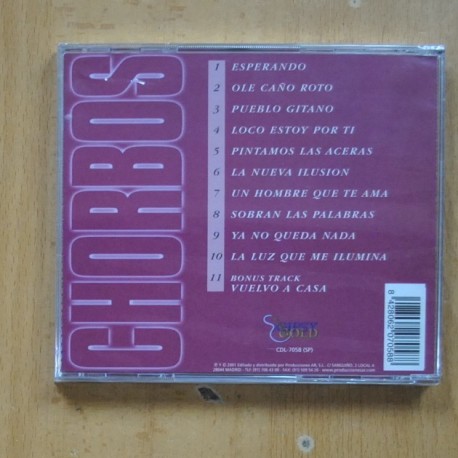 CHORBOS
1 ESPERANDO
2 OLE CAÑO ROTO
3 PUEBLO GITANO
4 LOCO ESTOY POR TI
5 PINTAMOS LAS ACERAS
6 LA NUEVA ILUSION
7 UN HOMBRE QUE TE AMA
8 SOBRAN LAS PALABRAS
9 YA NO QUEDA NADA
10 LA LUZ QUE ME ILUMINA
11 BONUS TRACK
VUELVO A CASA
GOLD
CDL-7058 (SP)
8428062070588